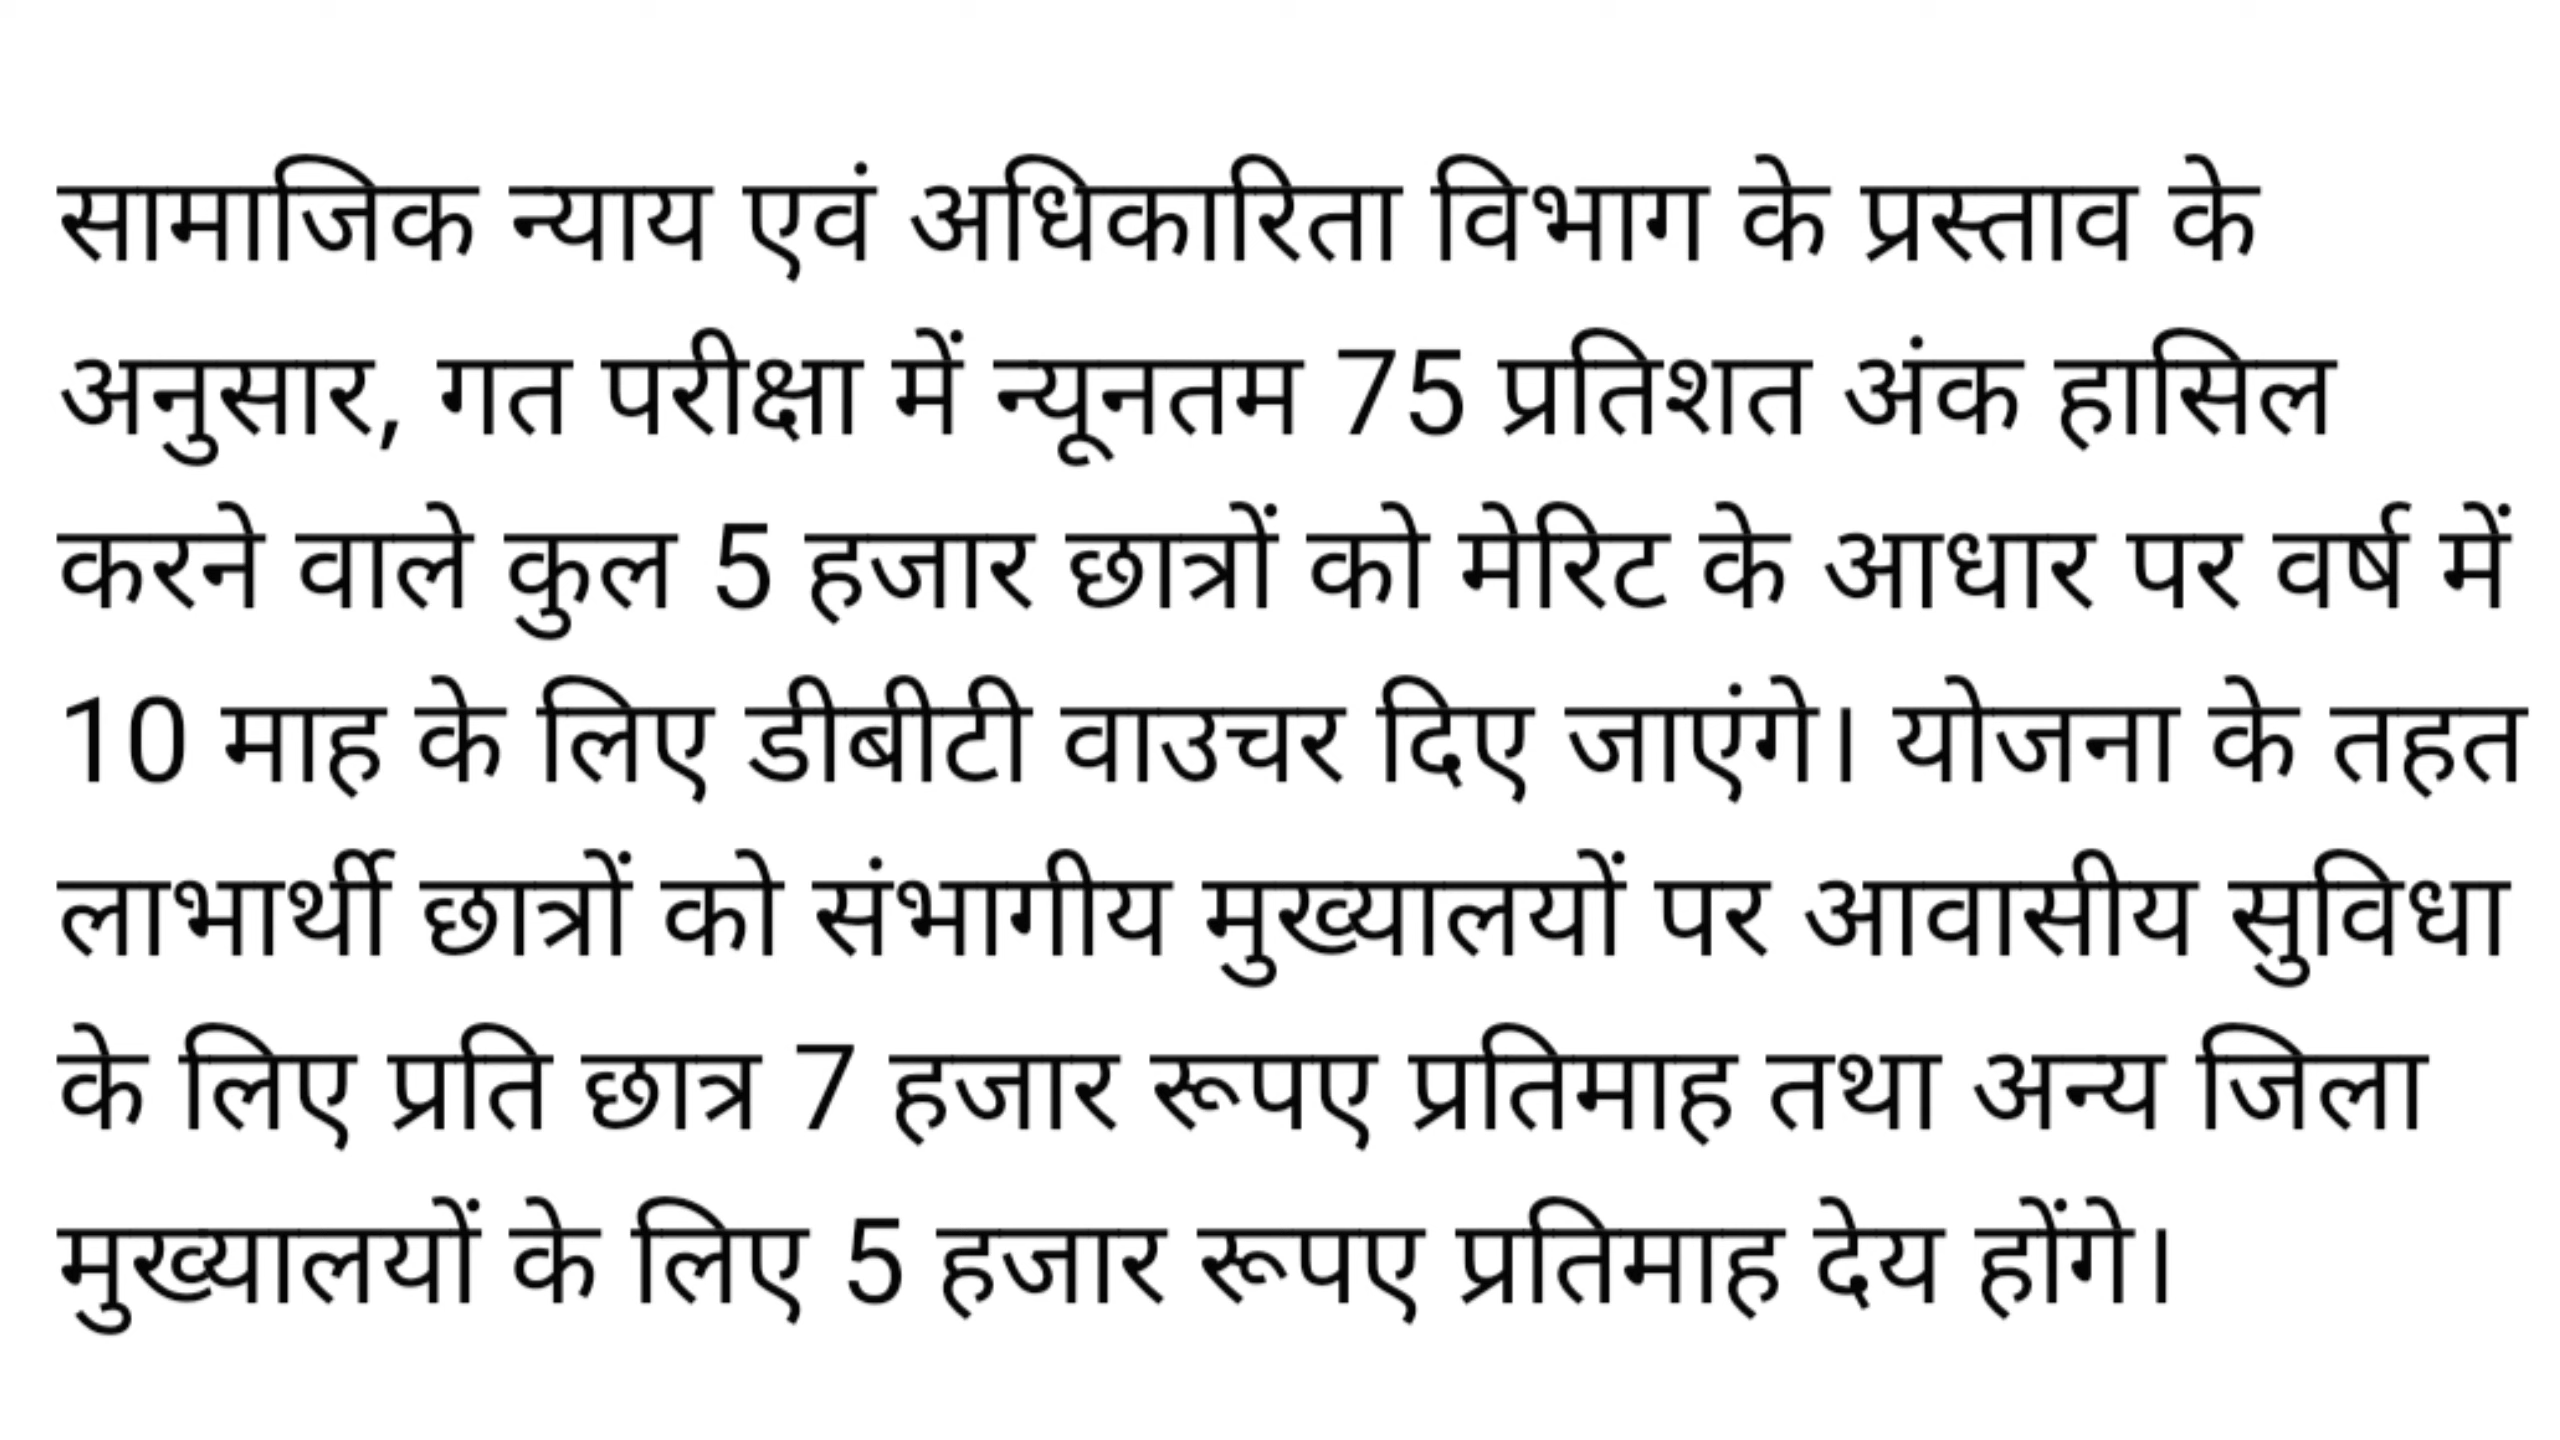 सामाजिक न्याय एवं अधिकारिता विभाग के प्रस्ताव के
अनुसार, गत परीक्षा में न्यूनतम 75 प्रतिशत अंक हासिल
करने वाले कुल 5 हजार छात्रों को मेरिट के आधार पर वर्ष में
10 माह के लिए डीबीटी वाउचर दिए जाएंगे। योजना के तहत
लाभार्थी छात्रों को संभागीय मुख्यालयों पर आवासीय सुविधा
के लिए प्रति छात्र 7 हजार रूपए प्रतिमाह तथा अन्य जिला
मुख्यालयों के लिए 5 हजार रूपए प्रतिमाह देय होंगे।